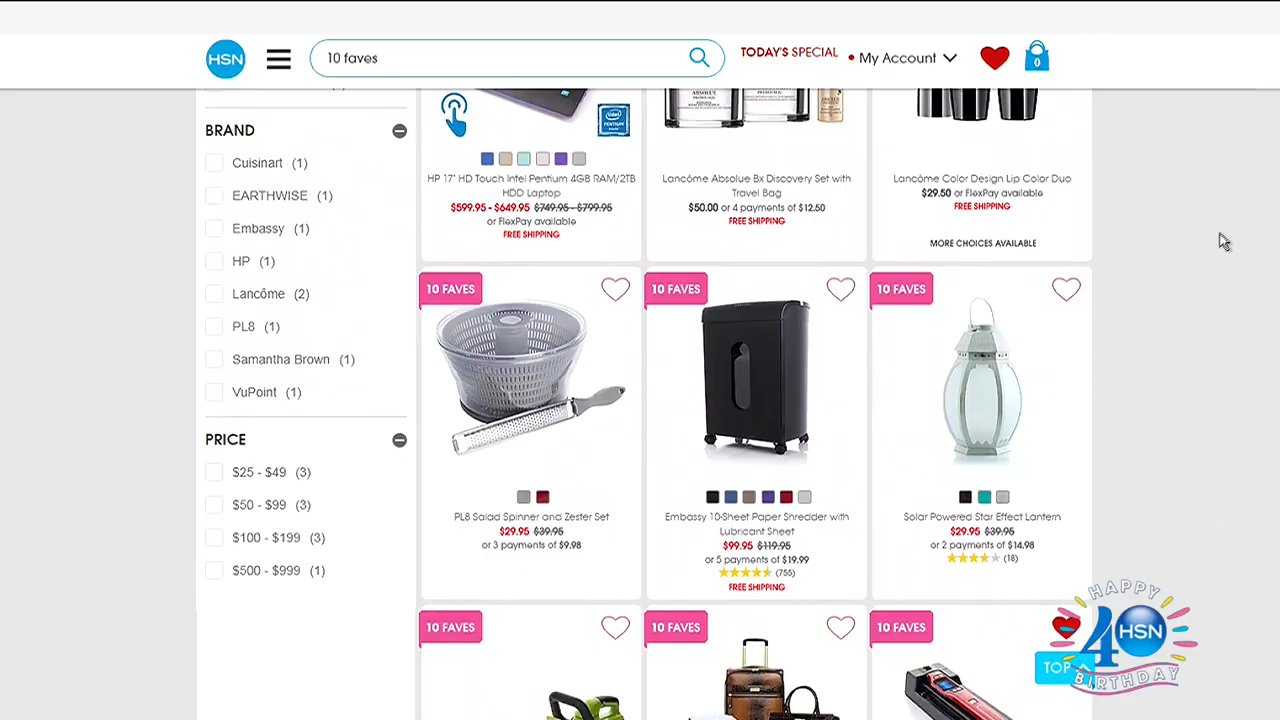 HSN
10 faves
TODAY'S SPECIAL
My Account
0
BRAND
Cuisinart (1)
EARTHWISE (1)
Embassy (1)
HP (1)
Lancôme (2)
PL8 (1)
Samantha Brown (1)
VuPoint (1)
PRICE
$25 - $49 (3)
$50 - $99 (3)
$100 - $199 (3)
$500 - $999 (1)
intel
PENTIUM
HP 17" HD Touch Intel Pentium 4GB RAM/2TB
HDD Laptop
$599.95 - $649.95 $749.95 - $799.95
or FlexPay available
FREE SHIPPING
Lancôme Absolue Bx Discovery Set with
Travel Bag
$50.00 or 4 payments of $12.50
FREE SHIPPING
Lancôme Color Design Lip Color Duo
$29.50 or FlexPay available
FREE SHIPPING
MORE CHOICES AVAILABLE
10 FAVES
PL8 Salad Spinner and Zester Set
$29.95 $39.95
or 3 payments of $9.98
10 FAVES
Embassy 10-Sheet Paper Shredder with
Lubricant Sheet
$99.95 $119.95
or 5 payments of $19.99
(755)
FREE SHIPPING
10 FAVES
Solar Powered Star Effect Lantern
$29.95 $39.95
or 2 payments of $14.98
(18)
10 FAVES
10 FAVES
10 FAVES
TOP
HAPPY
40
HSN
BIRTHDAY